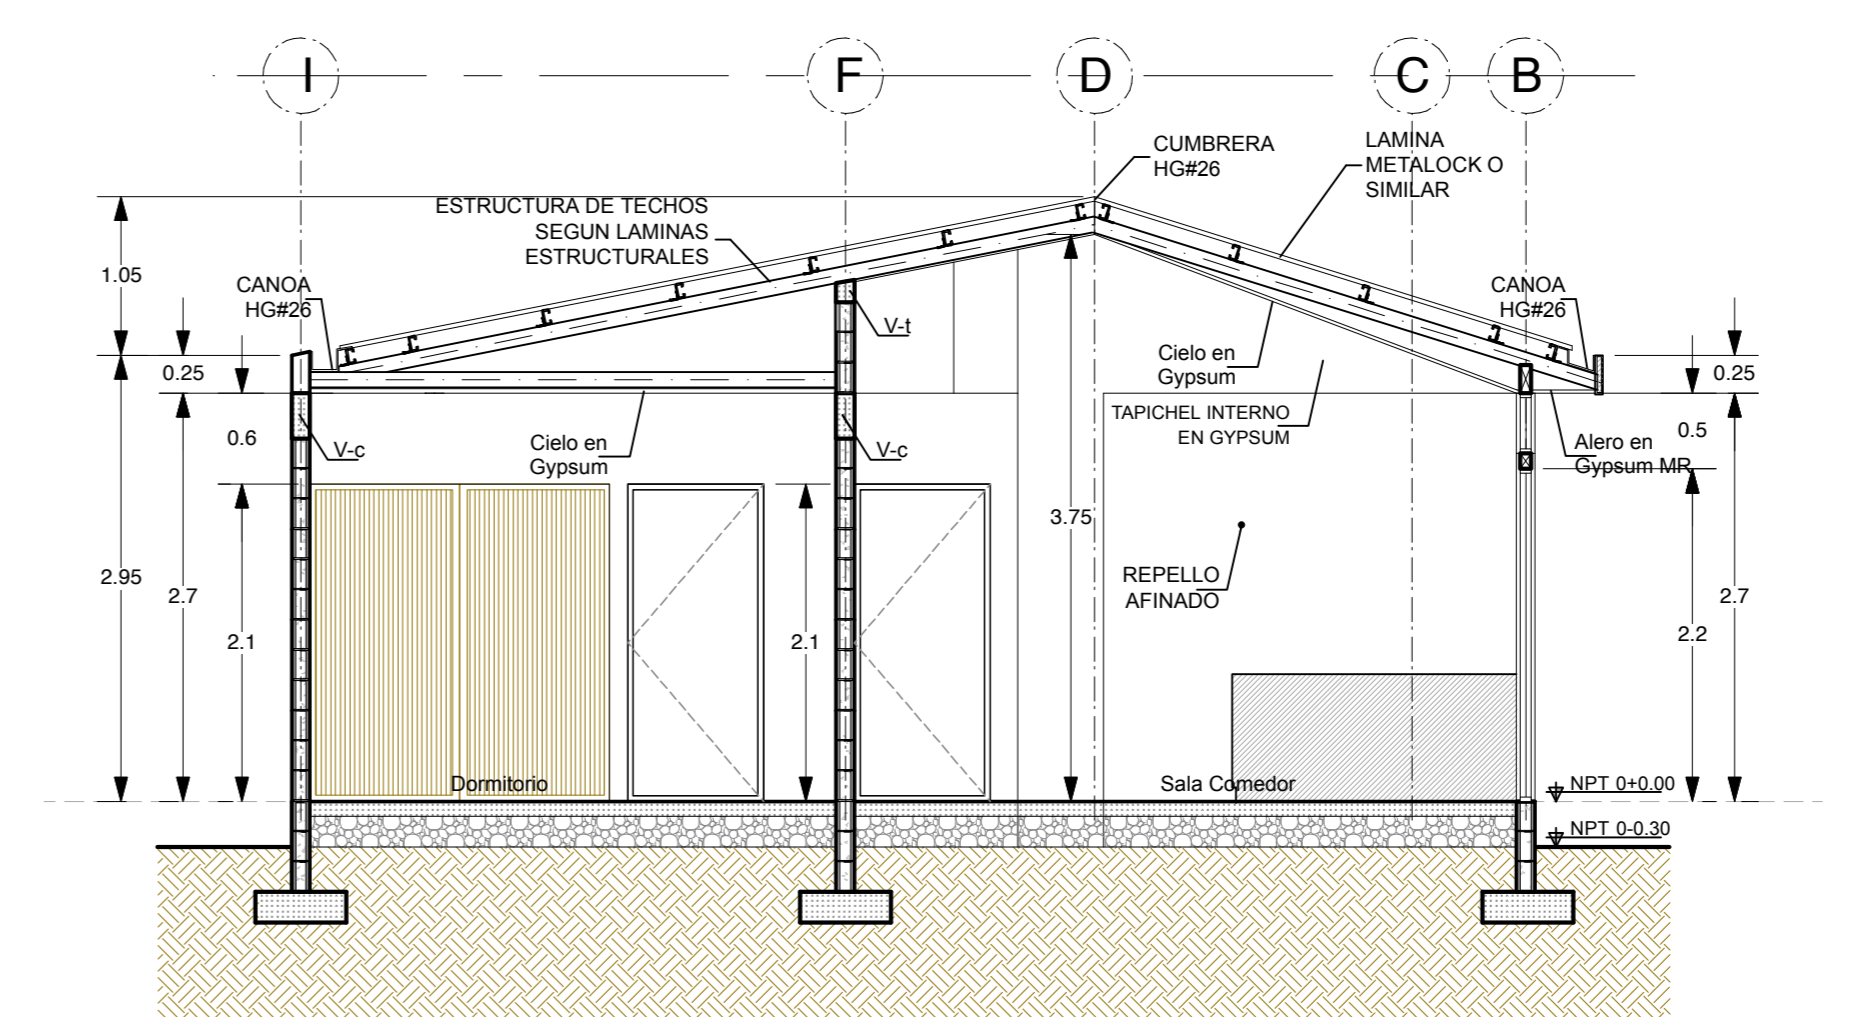 I
F
D
C
B
CUMBRERA
HG#26
LAMINA
METALOCK O
SIMILAR
ESTRUCTURA DE TECHOS
SEGUN LAMINAS
ESTRUCTURALES
1.05
CANOA
HG#26
CANOA
HG#26
V-t
Cielo en
Gypsum
0.25
0.25
TAPICHEL INTERNO
EN GYPSUM
0.6
V-c
Cielo en
Gypsum
V-c
Alero en
Gypsum MR
0.5
3.75
REPELLO
AFINADO
2.95
2.7
2.1
2.1
2.2
2.7
Dormitorio
Sala Comedor
NPT 0+0.00
NPT 0-0.30